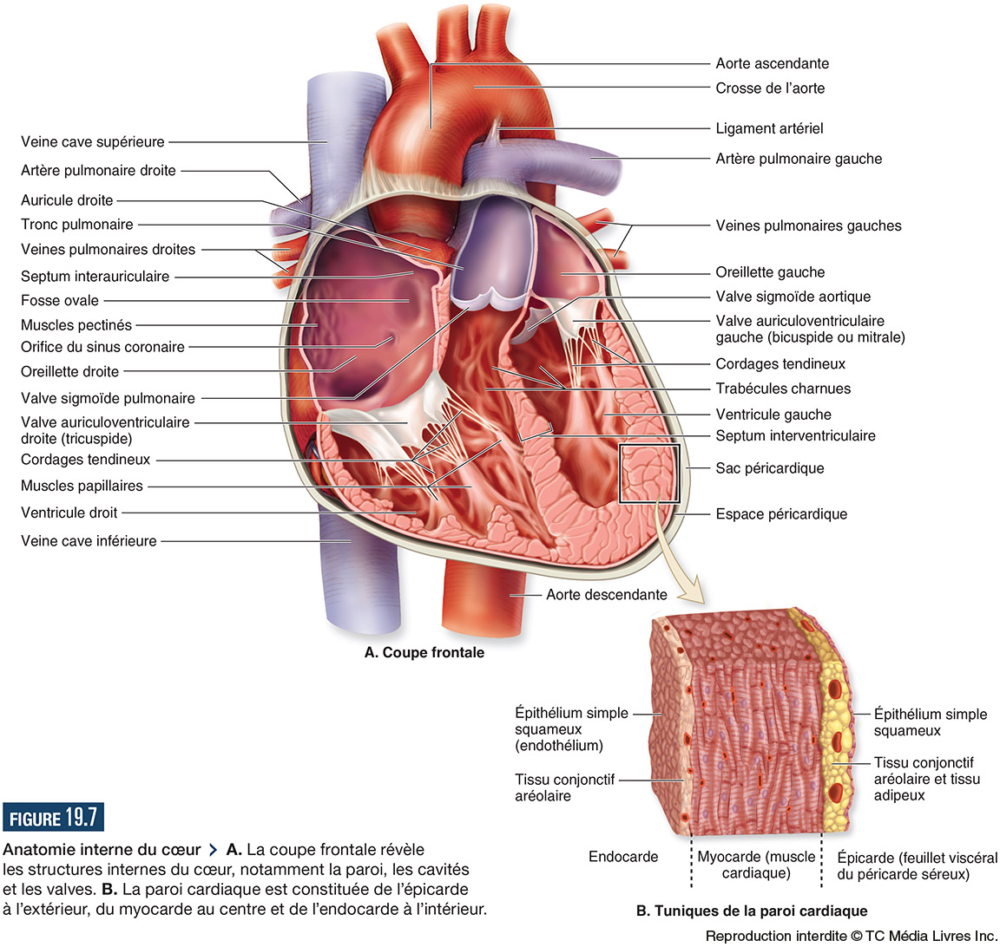 Aorte ascendante
Crosse de l'aorte
Ligament artériel
Artère pulmonaire gauche
Veines pulmonaires gauches
Oreillette gauche
Valve sigmoïde aortique
Valve auriculoventriculaire
gauche (bicuspide ou mitrale)
Cordages tendineux
Trabécules charnues
Ventricule gauche
Septum interventriculaire
Sac péricardique
Espace péricardique
Veine cave supérieure
Artère pulmonaire droite
Auricule droite
Tronc pulmonaire
Veines pulmonaires droites
Septum interauriculaire
Fosse ovale
Muscles pectinés
Orifice du sinus coronaire
Oreillette droite
Valve sigmoïde pulmonaire
Valve auriculoventriculaire
droite (tricuspide)
Cordages tendineux
Muscles papillaires
Ventricule droit
Veine cave inférieure
Aorte descendante
A. Coupe frontale
Épithélium simple
squameux
(endothélium)
Tissu conjonctif
aréolaire
Épithélium simple
squameux
Tissu conjonctif
aréolaire et tissu
adipeux
Endocarde
Myocarde (muscle
cardiaque)
Épicarde (feuillet viscéral
du péricarde séreux)
B. Tuniques de la paroi cardiaque
FIGURE 19.7
Anatomie interne du cœur > A. La coupe frontale révèle
les structures internes du cœur, notamment la paroi, les cavités
et les valves. B. La paroi cardiaque est constituée de l'épicarde
à l'extérieur, du myocarde au centre et de l'endocarde à l'intérieur.
Reproduction interdite © TC Média Livres Inc.